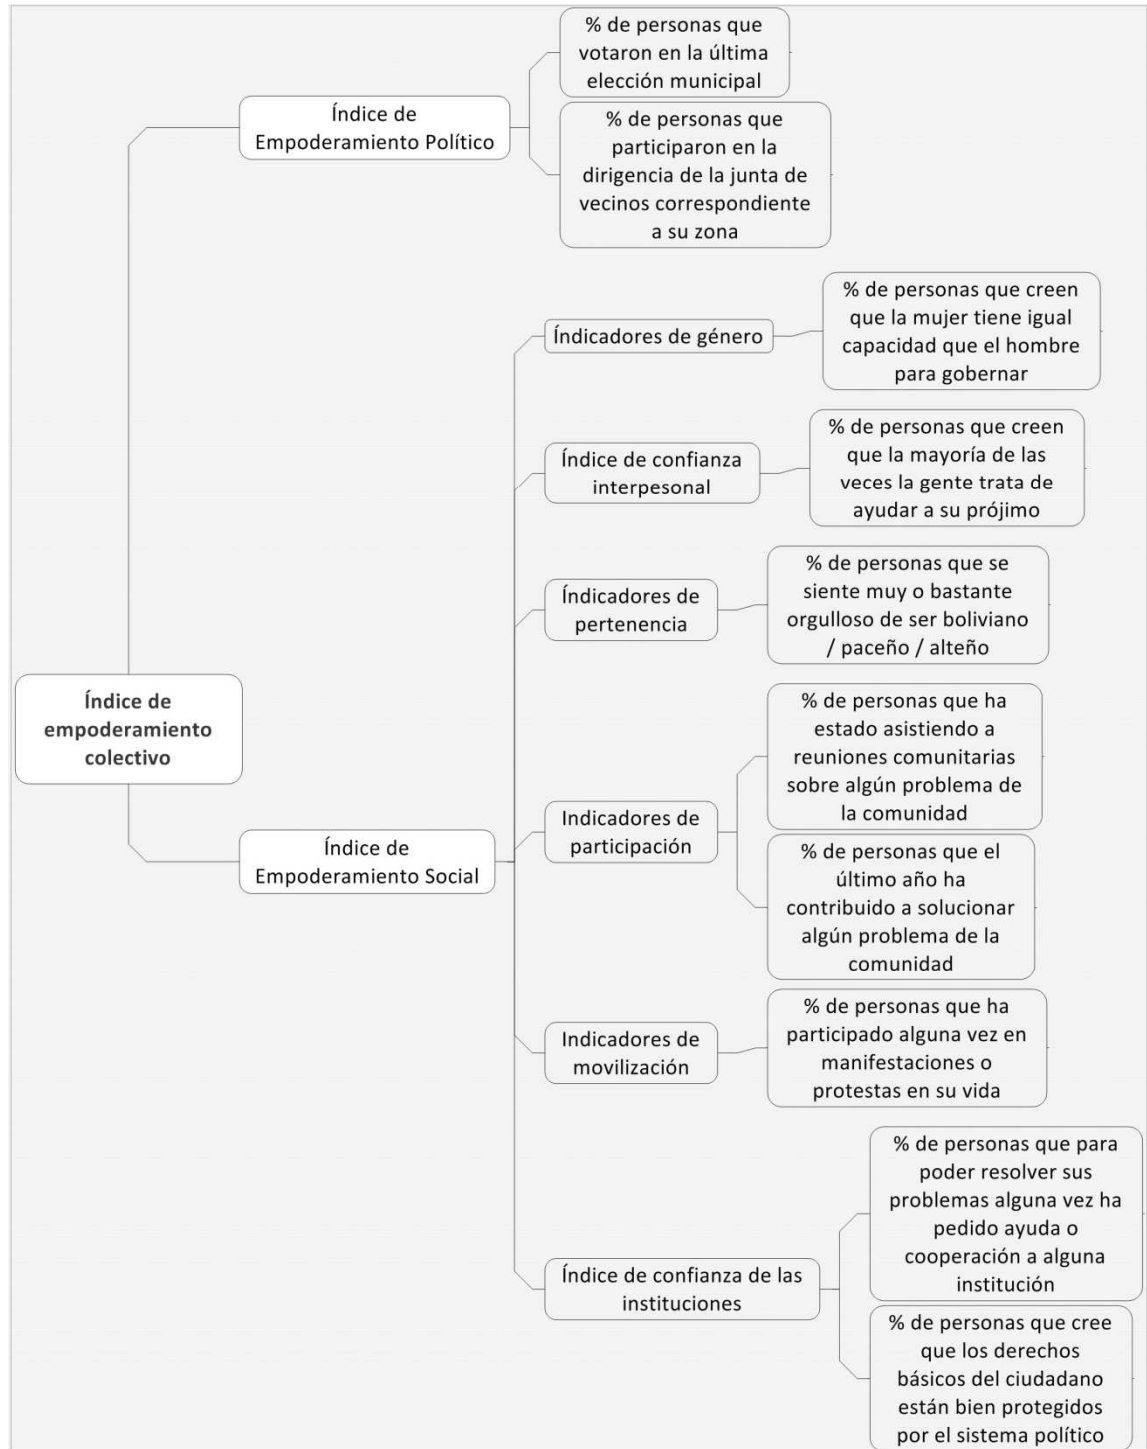 % de personas que
votaron en la última
elección municipal
Índice de
Empoderamiento Político
% de personas que
participaron en la
dirigencia de la junta de
vecinos correspondiente
a su zona
Índicadores de género
% de personas que creen
que la mujer tiene igual
capacidad que el hombre
para gobernar
Índice de confianza
interpesonal
% de personas que creen
que la mayoría de las
veces la gente trata de
ayudar a su prójimo
Índicadores de
pertenencia
% de personas que se
siente muy o bastante
orgulloso de ser boliviano
/ paceño / alteño
Índice de
empoderamiento
colectivo
Índice de
Empoderamiento Social
Indicadores de
participación
% de personas que ha
estado asistiendo a
reuniones comunitarias
sobre algún problema de
la comunidad
% de personas que el
último año ha
contribuido a solucionar
algún problema de la
comunidad
Indicadores de
movilización
% de personas que ha
participado alguna vez en
manifestaciones o
protestas en su vida
Índice de confianza de las
instituciones
% de personas que para
poder resolver sus
problemas alguna vez ha
pedido ayuda o
cooperación a alguna
institución
% de personas que cree
que los derechos
básicos del ciudadano
están bien protegidos
por el sistema político